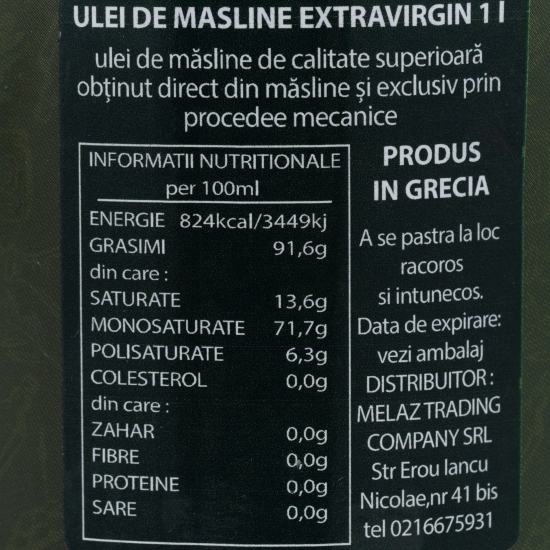 ULEI DE MASLINE EXTRAVIRGIN 1 l
ulei de măsline de calitate superioară
obținut direct din măsline și exclusiv prin
procedee mecanice
INFORMATII NUTRITIONALE
per 100ml
ENERGIE 824kcal/3449kj
GRASIMI 91,6g
din care :
SATURATE 13,6g
MONOSATURATE 71,7g
POLISATURATE 6,3g
COLESTEROL 0,0g
din care :
ZAHAR 0,0g
FIBRE 0,0g
PROTEINE 0,0g
SARE 0,0g
PRODUS
IN GRECIA
A se pastra la loc
racoros
si intunecos.
Data de expirare:
vezi ambalaj
DISTRIBUITOR :
MELAZ TRADING
COMPANY SRL
Str Erou Iancu
Nicolae,nr 41 bis
tel 0216675931